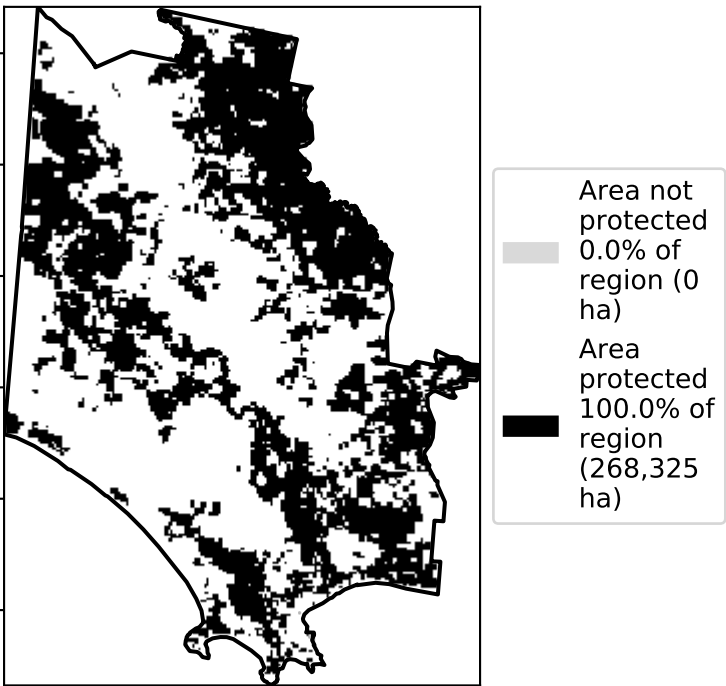 Area not
protected
0.0% of
region (0
ha)
Area
protected
100.0% of
region
(268,325
ha)